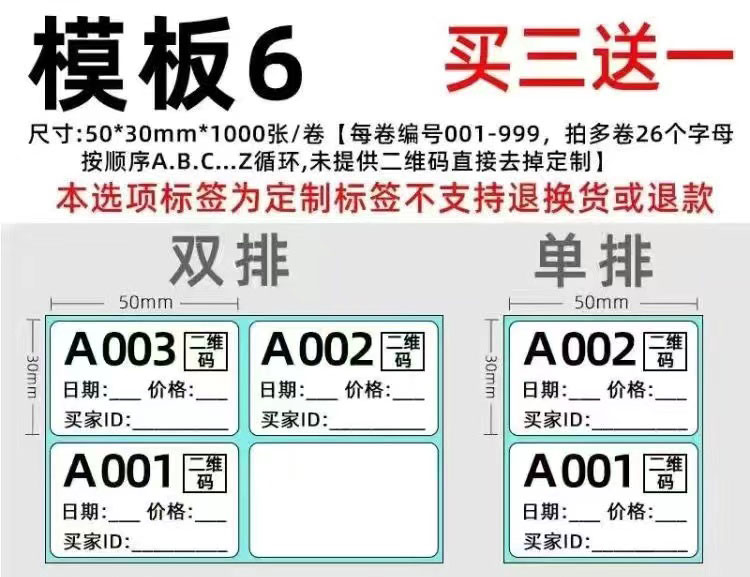 模板6
买三送一
尺寸:50*30mm*1000张/卷【每卷编号001-999，拍多卷26个字母
按顺序A.B.C...Z循环,未提供二维码直接去掉定制】
本选项标签为定制标签不支持退换货或退款
双排
单排
50mm
50mm
30mm
A003 二维码
日期:___ 价格:___
买家ID:_________
A002 二维码
日期:___ 价格:___
买家ID:_________
30mm
A002 二维码
日期:___ 价格:___
买家ID:_________
A001 二维码
日期:___ 价格:___
买家ID:_________
A001 二维码
日期:___ 价格:___
买家ID:_________